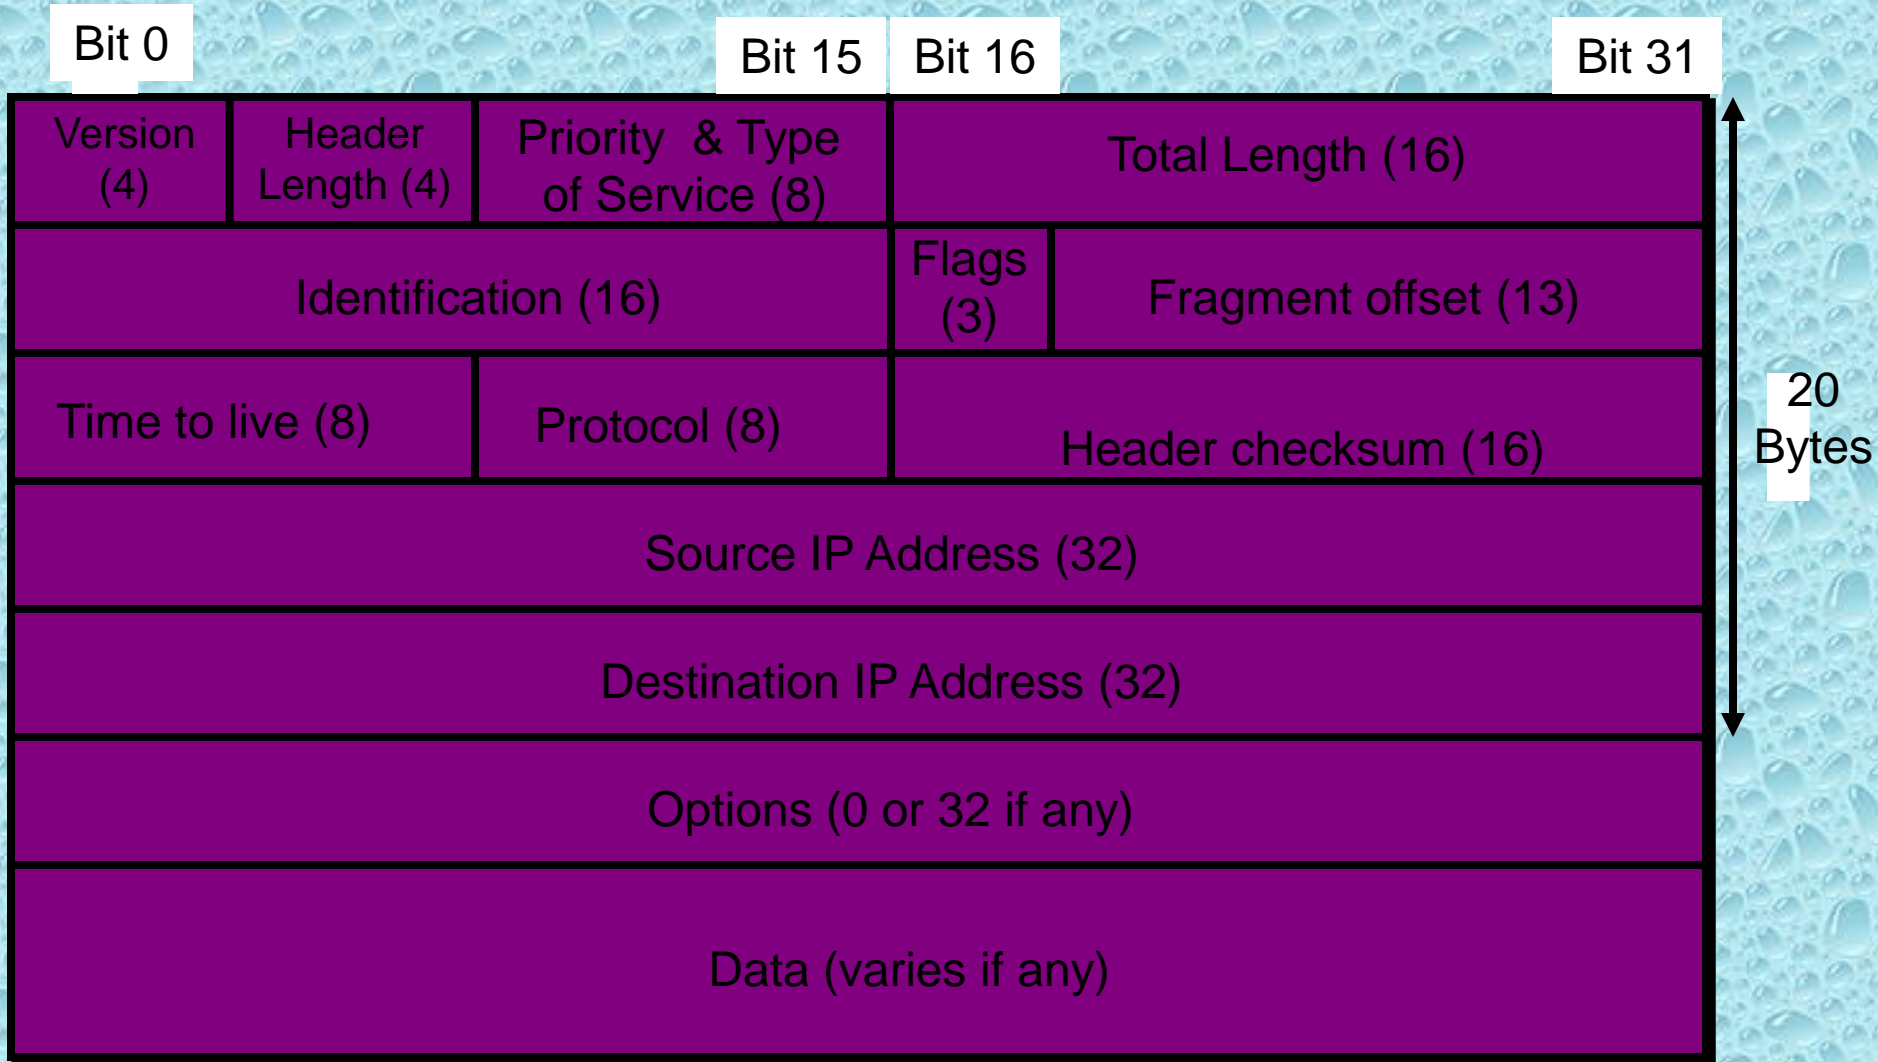 Bit 0
Bit 15
Bit 16
Bit 31
Version
(4)
Header
Length (4)
Priority & Type
of Service (8)
Total Length (16)
Identification (16)
Flags
(3)
Fragment offset (13)
Time to live (8)
Protocol (8)
Header checksum (16)
20
Bytes
Source IP Address (32)
Destination IP Address (32)
Options (0 or 32 if any)
Data (varies if any)